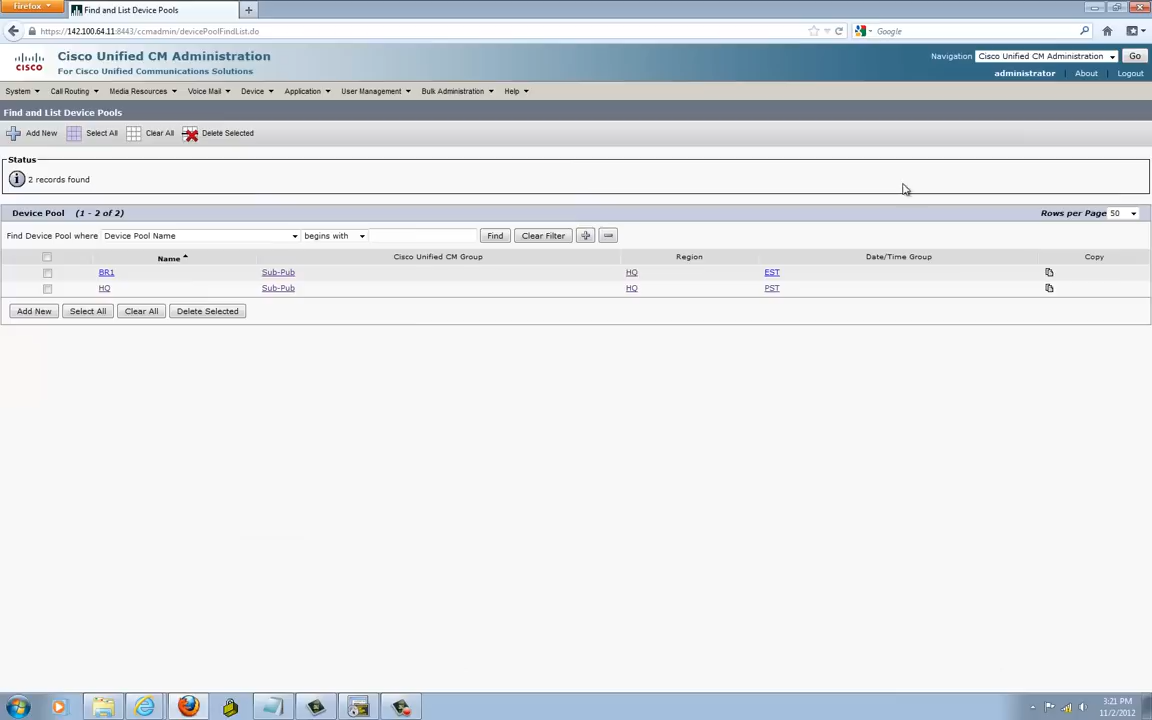 Firefox
Find and List Device Pools
https://142.100.64.11:8443/ccmadmin/devicePoolFindList.do
Google
cisco
Cisco Unified CM Administration
For Cisco Unified Communications Solutions
Navigation Cisco Unified CM Administration Go
administrator About Logout
System Call Routing Media Resources Voice Mail Device Application User Management Bulk Administration Help
Find and List Device Pools
Add New Select All Clear All Delete Selected
Status
2 records found
Device Pool (1 - 2 of 2) Rows per Page 50
Find Device Pool where Device Pool Name begins with Find Clear Filter
Name Cisco Unified CM Group Region Date/Time Group Copy
BR1 Sub-Pub HQ EST
HQ Sub-Pub HQ PST
Add New Select All Clear All Delete Selected
3:21 PM
11/2/2012